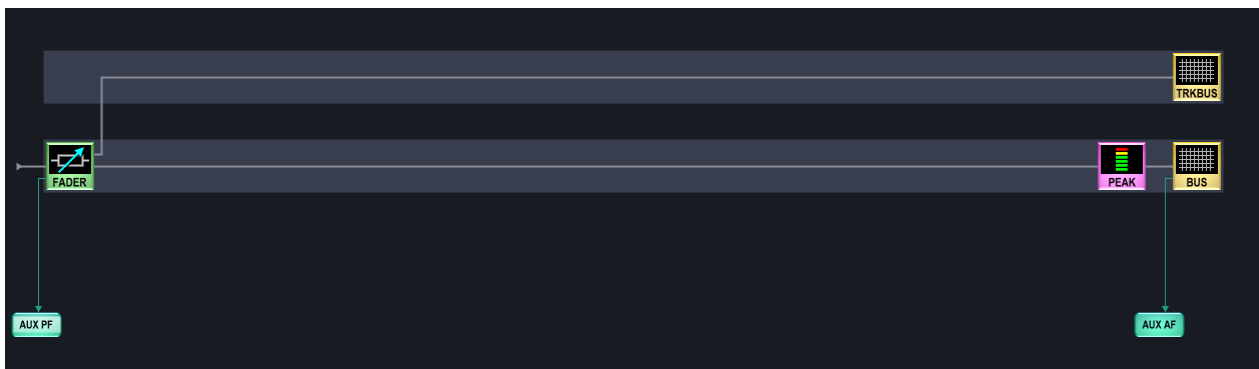 TRKBUS
FADER
PEAK
BUS
AUX PF
AUX AF